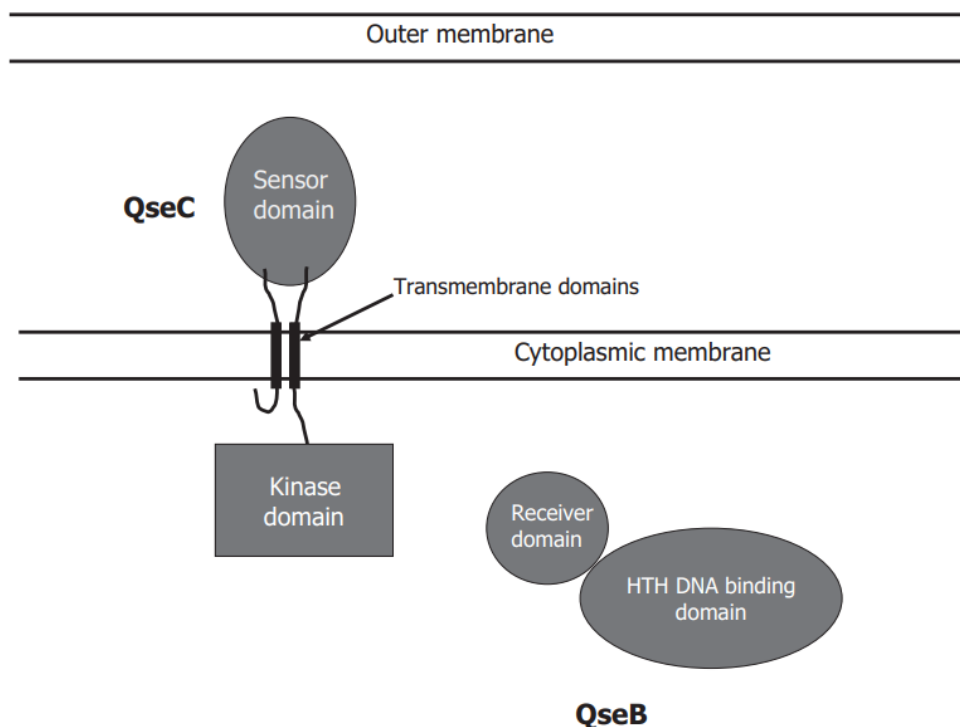 Outer membrane
Sensor
domain
QseC
Transmembrane domains
Cytoplasmic membrane
Kinase
domain
Receiver
domain
HTH DNA binding
domain
QseB